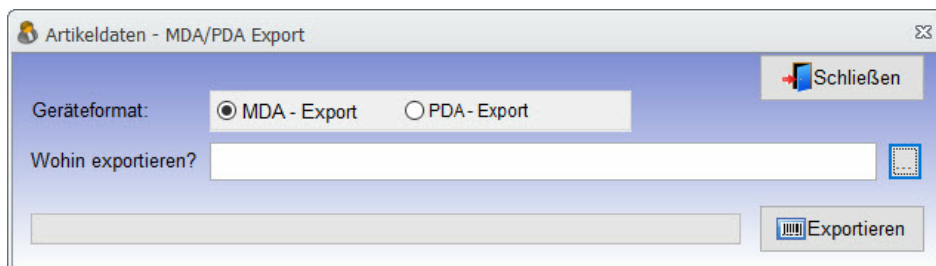 Artikeldaten - MDA/PDA Export
Schließen
Geräteformat: MDA - Export PDA - Export
Wohin exportieren? ...
Exportieren